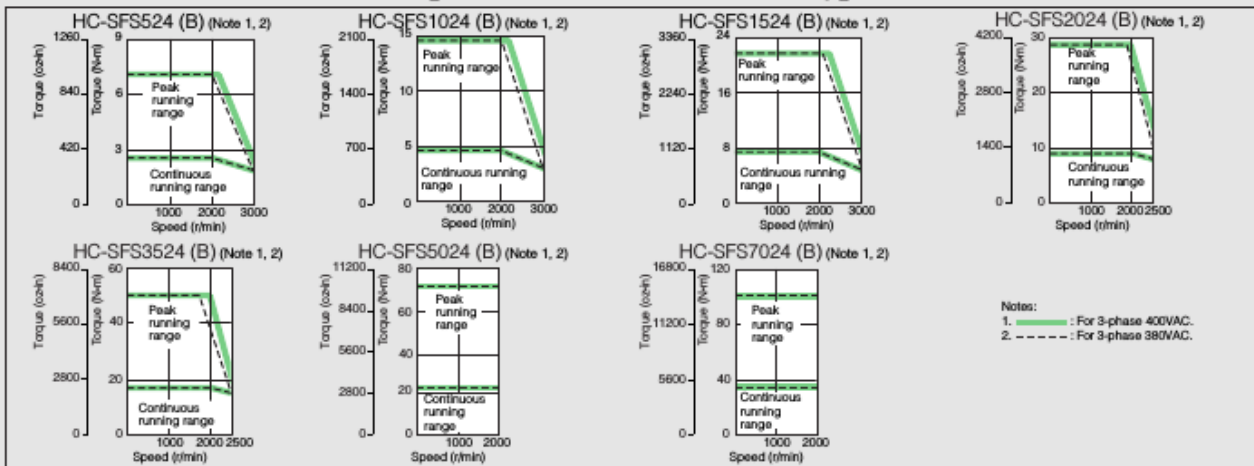 HC-SFS524 (B) (Note 1, 2)
Torque (oz•in)
1260
840
420
0
Torque (N•m)
9
6
3
0
Peak
running
range
Continuous
running range
1000 2000 3000
Speed (r/min)
HC-SFS1024 (B) (Note 1, 2)
Torque (oz•in)
2100
1400
700
0
Torque (N•m)
15
10
5
0
Peak
running range
Continuous running
range
1000 2000 3000
Speed (r/min)
HC-SFS1524 (B) (Note 1, 2)
Torque (oz•in)
3360
2240
1120
0
Torque (N•m)
24
16
8
0
Peak
running range
Continuous running
range
1000 2000 3000
Speed (r/min)
HC-SFS2024 (B) (Note 1, 2)
Torque (oz•in)
4200
2800
1400
0
Torque (N•m)
30
20
10
0
Peak
running
range
Continuous
running range
1000 2000 2500
Speed (r/min)
HC-SFS3524 (B) (Note 1, 2)
Torque (oz•in)
8400
5600
2800
0
Torque (N•m)
60
40
20
0
Peak
running
range
Continuous
running range
1000 2000 2500
Speed (r/min)
HC-SFS5024 (B) (Note 1, 2)
Torque (oz•in)
11200
8400
5600
2800
0
Torque (N•m)
80
60
40
20
0
Peak
running
range
Continuous
running
range
1000 2000
Speed (r/min)
HC-SFS7024 (B) (Note 1, 2)
Torque (oz•in)
16800
11200
5600
0
Torque (N•m)
120
80
40
0
Peak
running
range
Continuous
running
range
1000 2000
Speed (r/min)
Notes:
1. : For 3-phase 400VAC.
2. : For 3-phase 380VAC.